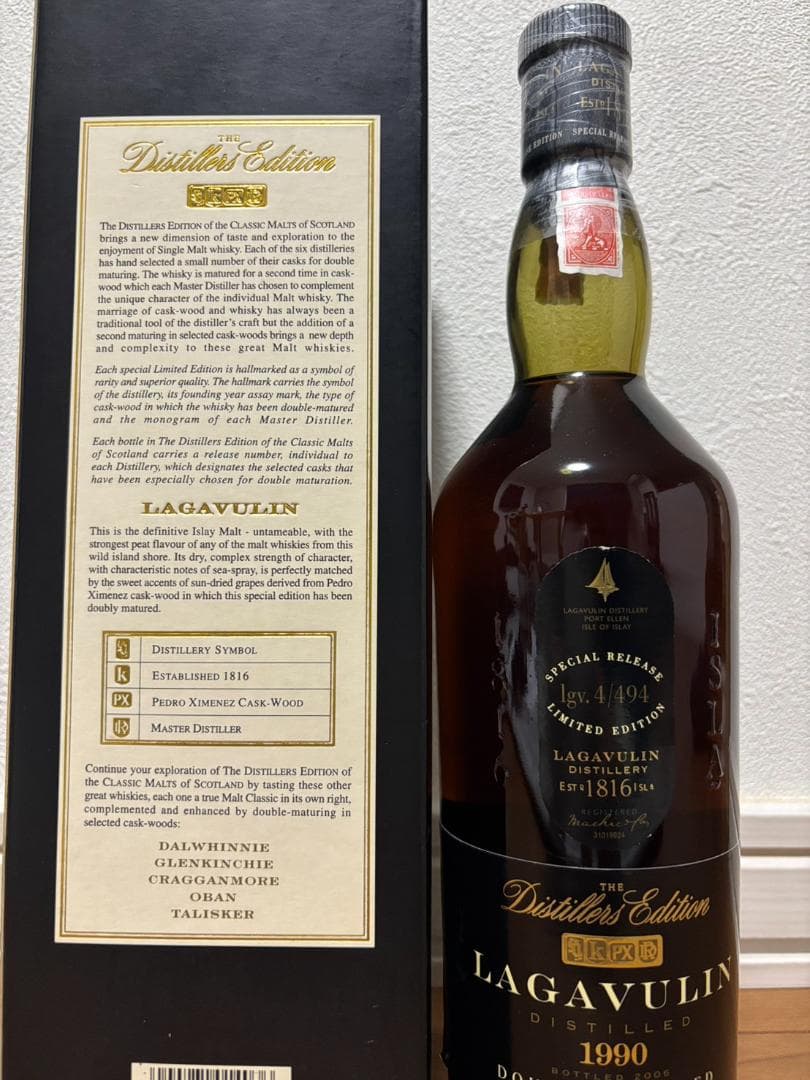 THE
Distillers Edition
The DISTILLERS EDITION of the CLASSIC MALTS of SCOTLAND
brings a new dimension of taste and exploration to the
enjoyment of Single Malt whisky. Each of the six distilleries
has hand selected a small number of their casks for double
maturing. The whisky is matured for a second time in cask-
wood which each Master Distiller has chosen to complement
the unique character of the individual Malt whisky. The
marriage of cask-wood and whisky has always been a
traditional tool of the distiller's craft but the addition of a
second maturing in selected cask-woods brings a new depth
and complexity to these great Malt whiskies.
Each special Limited Edition is hallmarked as a symbol of
rarity and superior quality. The hallmark carries the symbol
of the distillery, its founding year assay mark, the type of
cask-wood in which the whisky has been double-matured
and the monogram of each Master Distiller.
Each bottle in The Distillers Edition of the Classic Malts
of Scotland carries a release number, individual to
each Distillery, which designates the selected casks that
have been especially chosen for double maturation.
LAGAVULIN
This is the definitive Islay Malt - untameable, with the
strongest peat flavour of any of the malt whiskies from this
wild island shore. Its dry, complex strength of character,
with characteristic notes of sea-spray, is perfectly matched
by the sweet accents of sun-dried grapes derived from Pedro
Ximenez cask-wood in which this special edition has been
doubly matured.
DISTILLERY SYMBOL
k ESTABLISHED 1816
PX PEDRO XIMENEZ CASK-WOOD
MASTER DISTILLER
Continue your exploration of The DISTILLERS EDITION of
the CLASSIC MALTS of SCOTLAND by tasting these other
great whiskies, each one a true Malt Classic in its own right,
complemented and enhanced by double-maturing in
selected cask-woods:
DALWHINNIE
GLENKINCHIE
CRAGGANMORE
OBAN
TALISKER
EDITION SPECIAL
LAGAVULIN DISTILLERY
PORT ELLEN
ISLE OF ISLAY
SPECIAL RELEASE
lgv. 4/494
LIMITED EDITION
LAGAVULIN
DISTILLERY
ESTD 1816 ISLA
REGISTERED
Mackie & Co
ISLAY
THE
Distillers Edition
k PX
LAGAVULIN
DISTILLED
1990